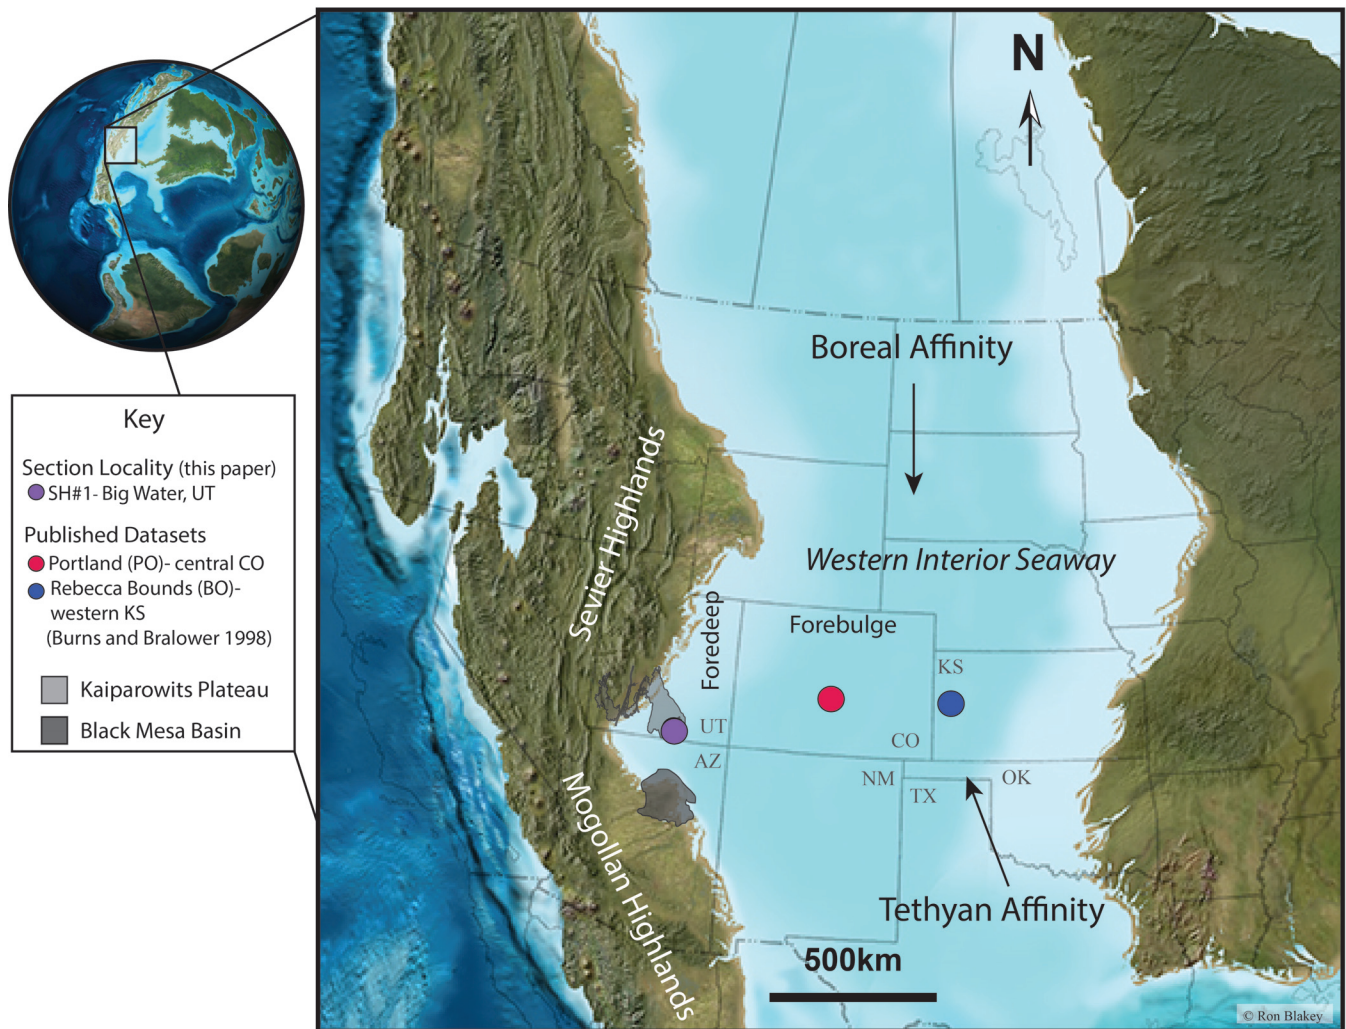 Key
Section Locality (this paper)
SH#1- Big Water, UT
Published Datasets
Portland (PO)- central CO
Rebecca Bounds (BO)-
western KS
(Burns and Bralower 1998)
Kaiparowits Plateau
Black Mesa Basin
N
Boreal Affinity
Western Interior Seaway
Sevier Highlands
Foredeep
Forebulge
KS
UT
CO
AZ
NM
OK
TX
Mogollan Highlands
Tethyan Affinity
500km
© Ron Blakey